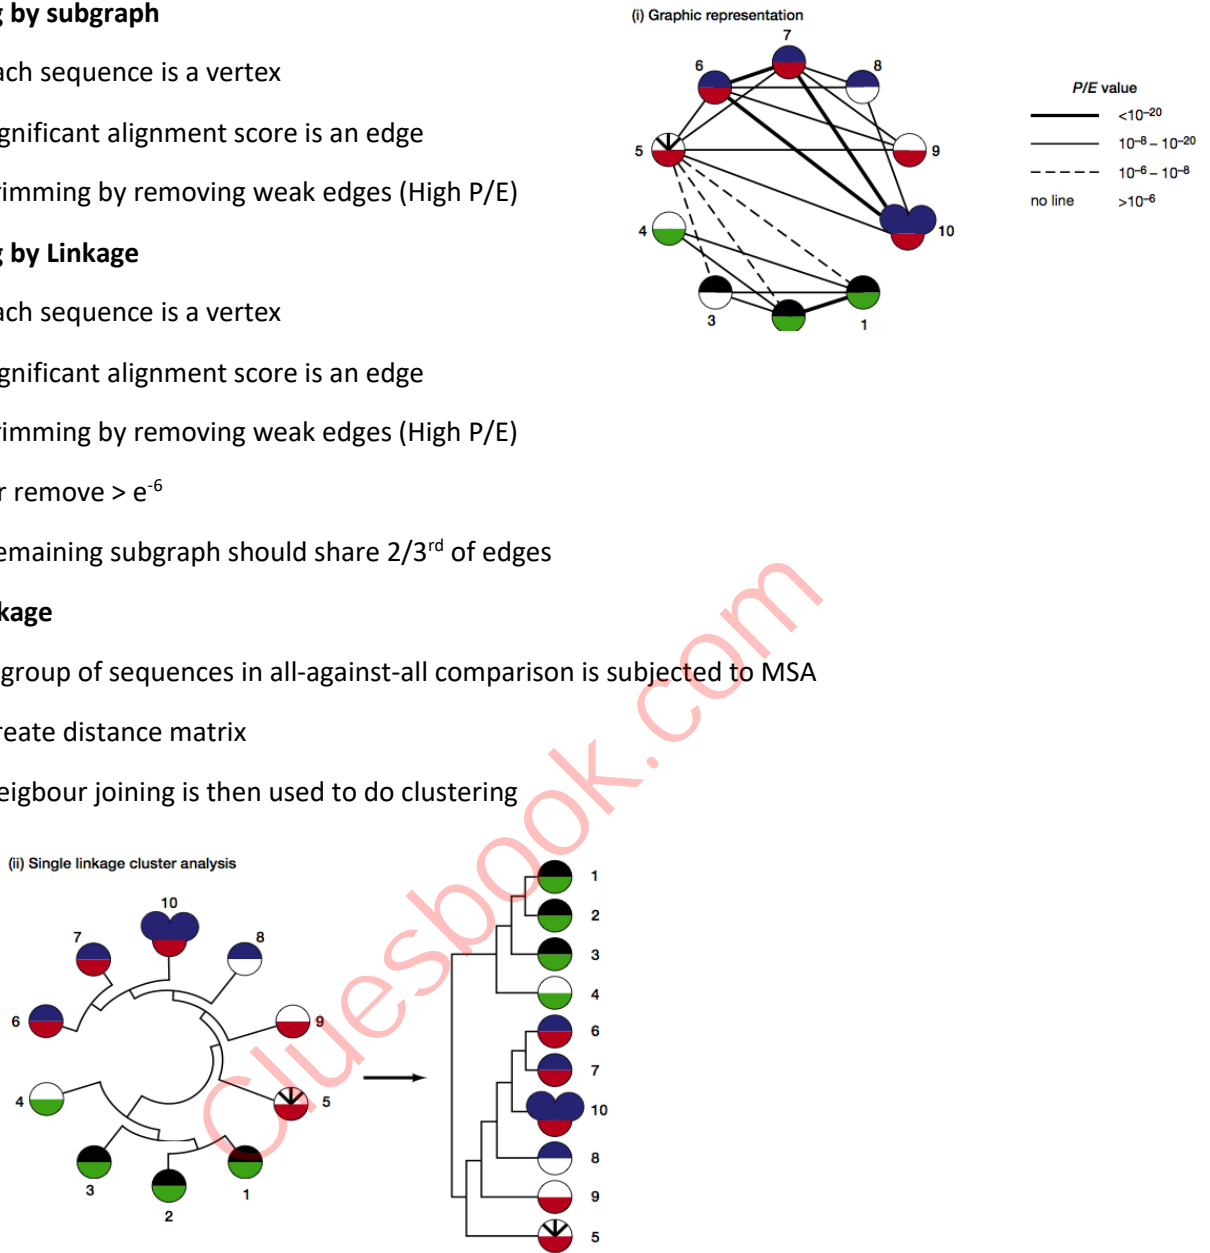 g by subgraph
ach sequence is a vertex
gnificant alignment score is an edge
rimming by removing weak edges (High P/E)
g by Linkage
ach sequence is a vertex
gnificant alignment score is an edge
rimming by removing weak edges (High P/E)
r remove > e-6
emaining subgraph should share 2/3rd of edges
kage
group of sequences in all-against-all comparison is subjected to MSA
reate distance matrix
eigbour joining is then used to do clustering
(i) Graphic representation
7
6
8
5
9
4
10
3
1
P/E value
<10–20
10–8 – 10–20
10–6 – 10–8
no line >10–6
(ii) Single linkage cluster analysis
10
7
8
6
9
4
5
3
1
2
1
2
3
4
6
7
10
8
9
5
Cluesbook.com